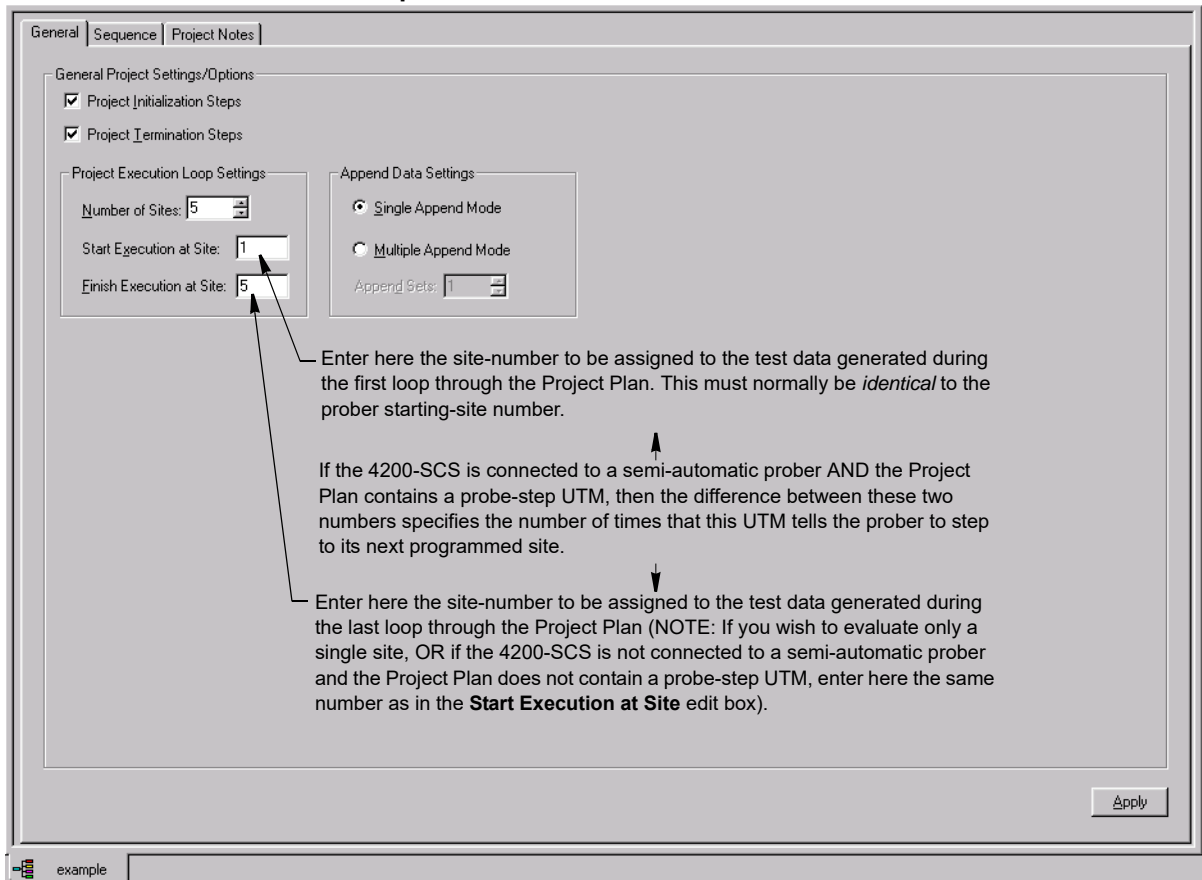 General Sequence Project Notes
General Project Settings/Options
Project Initialization Steps
Project Termination Steps
Project Execution Loop Settings
Number of Sites: 5
Start Execution at Site: 1
Finish Execution at Site: 5
Append Data Settings
Single Append Mode
Multiple Append Mode
Append Sets: 1
Enter here the site-number to be assigned to the test data generated during
the first loop through the Project Plan. This must normally be identical to the
prober starting-site number.
If the 4200-SCS is connected to a semi-automatic prober AND the Project
Plan contains a probe-step UTM, then the difference between these two
numbers specifies the number of times that this UTM tells the prober to step
to its next programmed site.
Enter here the site-number to be assigned to the test data generated during
the last loop through the Project Plan (NOTE: If you wish to evaluate only a
single site, OR if the 4200-SCS is not connected to a semi-automatic prober
and the Project Plan does not contain a probe-step UTM, enter here the same
number as in the Start Execution at Site edit box).
Apply
example